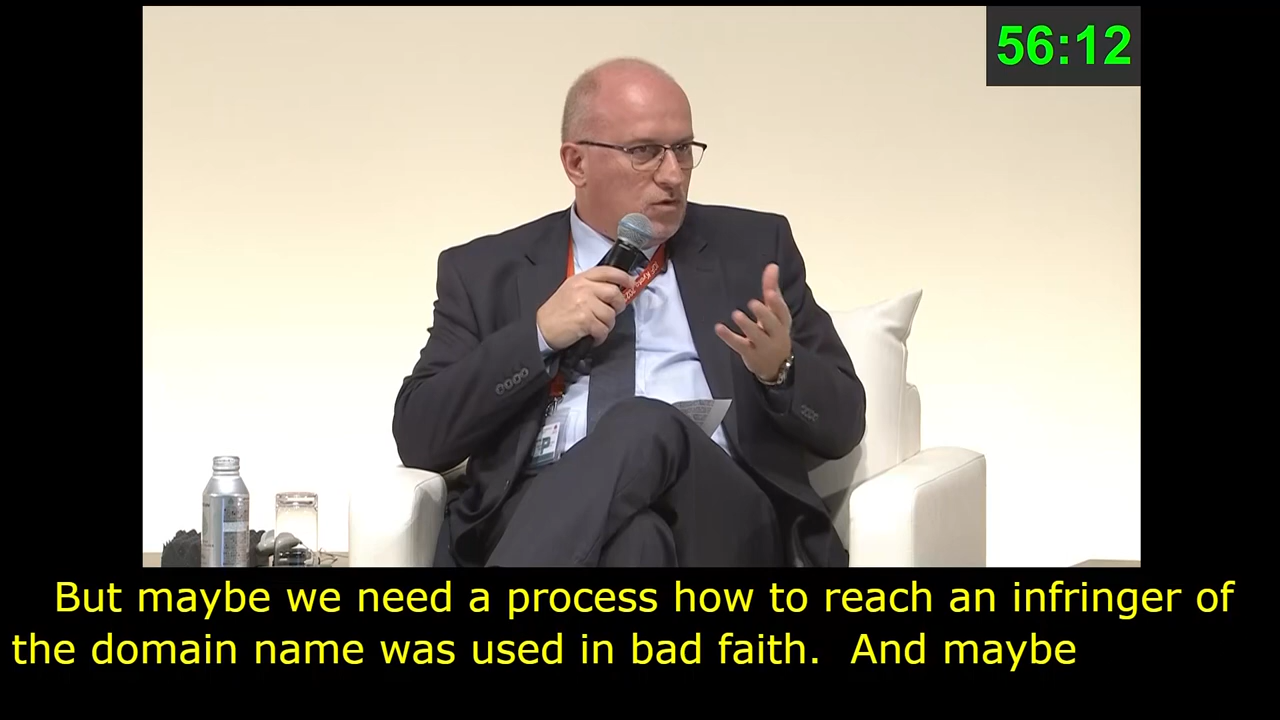 56:12
But maybe we need a process how to reach an infringer of
the domain name was used in bad faith.  And maybe